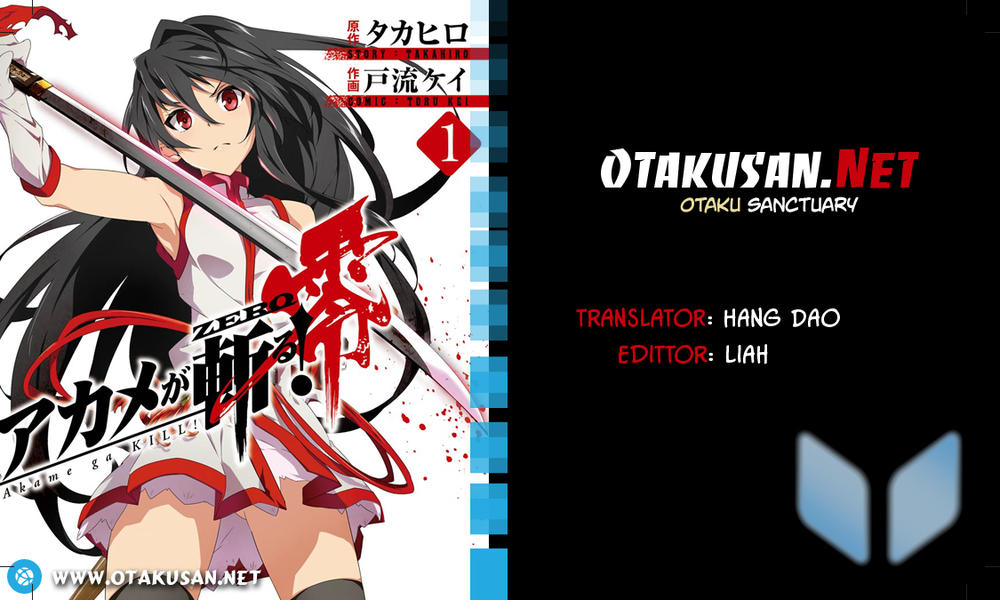 原作 タカヒロ
STORY : TAKAHIRO
作画 戸流ケイ
COMIC : TORU KEI
1
零
ZERO
アカメが斬る!
Akame ga KILL!
WWW.OTAKUSAN.NET
OTAKUSAN.NET
OTAKU SANCTUARY
TRANSLATOR: HANG DAO
EDITTOR: LIAH